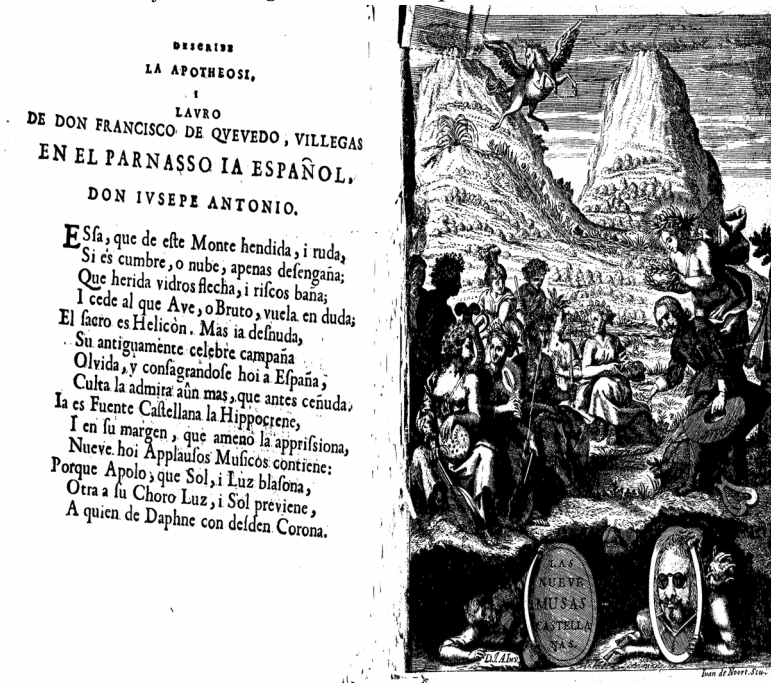 DESCRIBE
LA APOTHEOSI,
I
LAVRO
DE DON FRANCISCO DE QVEVEDO, VILLEGAS
EN EL PARNASSO IA ESPAÑOL,
DON IVSEPE ANTONIO.
ESſa, que de eſte Monte hendida, i ruda,
Si és cumbre, o nube, apenas deſengaña;
Que herida vidros flecha, i riſcos baña;
I cede al que Ave, o Bruto, vuela en duda;
El ſacro es Helicòn. Mas ia deſnuda,
Su antiguamente celebre campaña
Olvida, y conſagrandoſe hoi a Eſpaña,
Culta la admira aûn mas, que antes ceñuda.
Ia es Fuente Caſtellana la Hippocrene,
I en ſu margen, que ameno la appriſsiona,
Nueve hoi Applauſos Muſicos contiene:
Porque Apolo, que Sol, i Luz blaſona,
Otra a ſu Choro Luz, i Sol previene,
A quien de Daphne con deſden Corona.
LAS
NUEVE
MUSAS
CASTELLA
NAS.
D.I.A Inv.
Iuan de Noort. Scu.